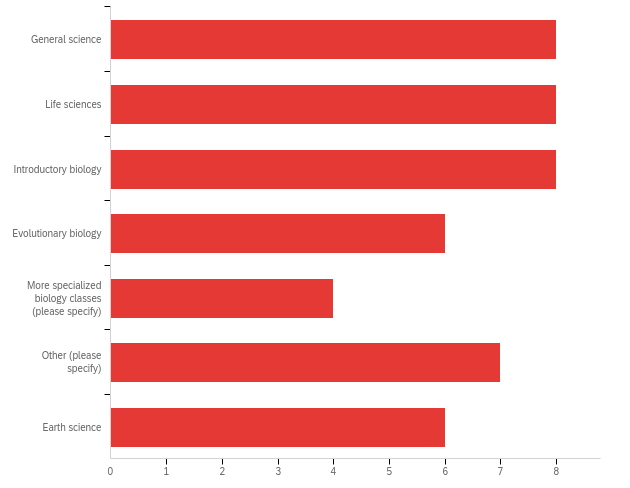 General science
Life sciences
Introductory biology
Evolutionary biology
More specialized
biology classes
(please specify)
Other (please
specify)
Earth science
0 1 2 3 4 5 6 7 8